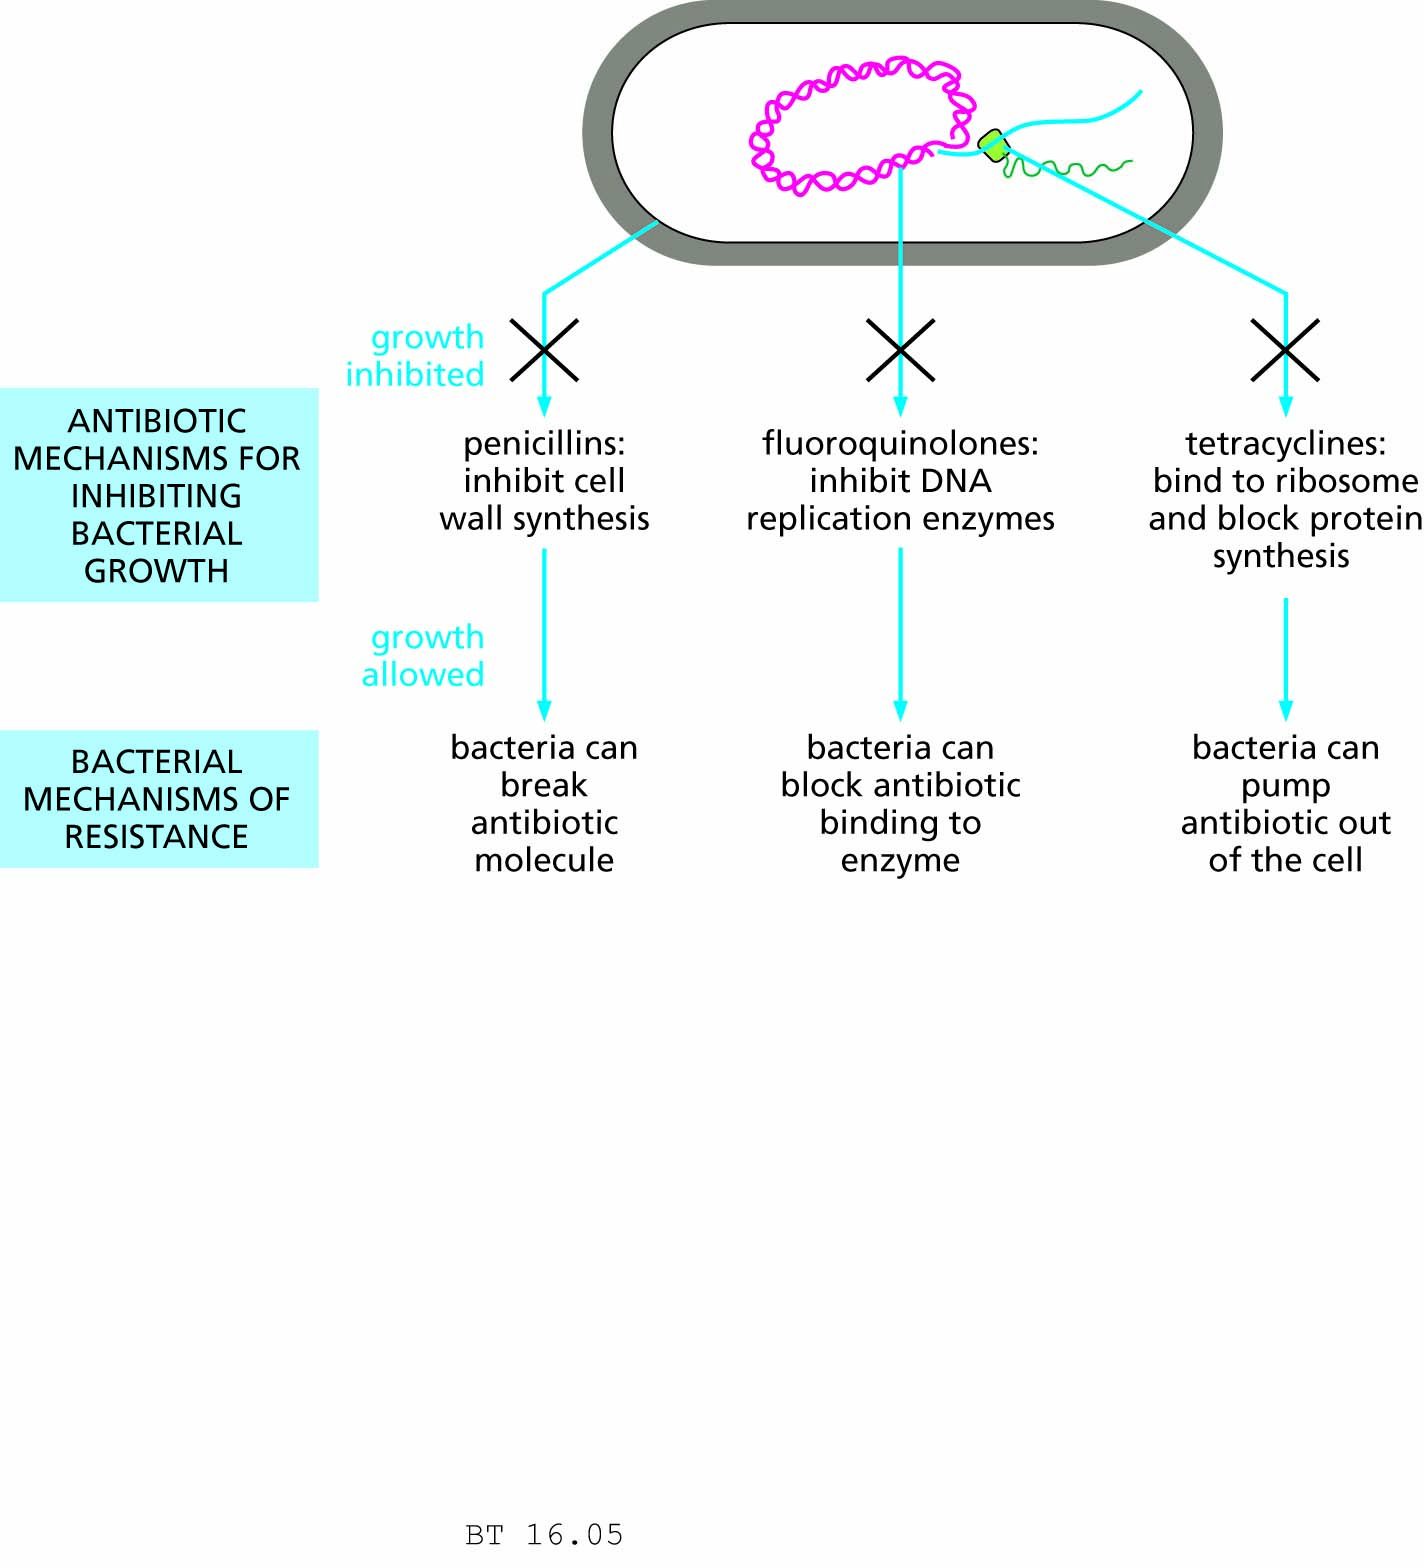 growth
inhibited
ANTIBIOTIC
MECHANISMS FOR
INHIBITING
BACTERIAL
GROWTH
penicillins:
inhibit cell
wall synthesis
fluoroquinolones:
inhibit DNA
replication enzymes
tetracyclines:
bind to ribosome
and block protein
synthesis
growth
allowed
BACTERIAL
MECHANISMS OF
RESISTANCE
bacteria can
break
antibiotic
molecule
bacteria can
block antibiotic
binding to
enzyme
bacteria can
pump
antibiotic out
of the cell
BT 16.05